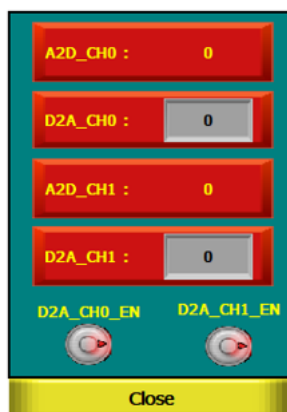 A2D_CH0 : 0
D2A_CH0 : 0
A2D_CH1 : 0
D2A_CH1 : 0
D2A_CH0_EN D2A_CH1_EN
Close